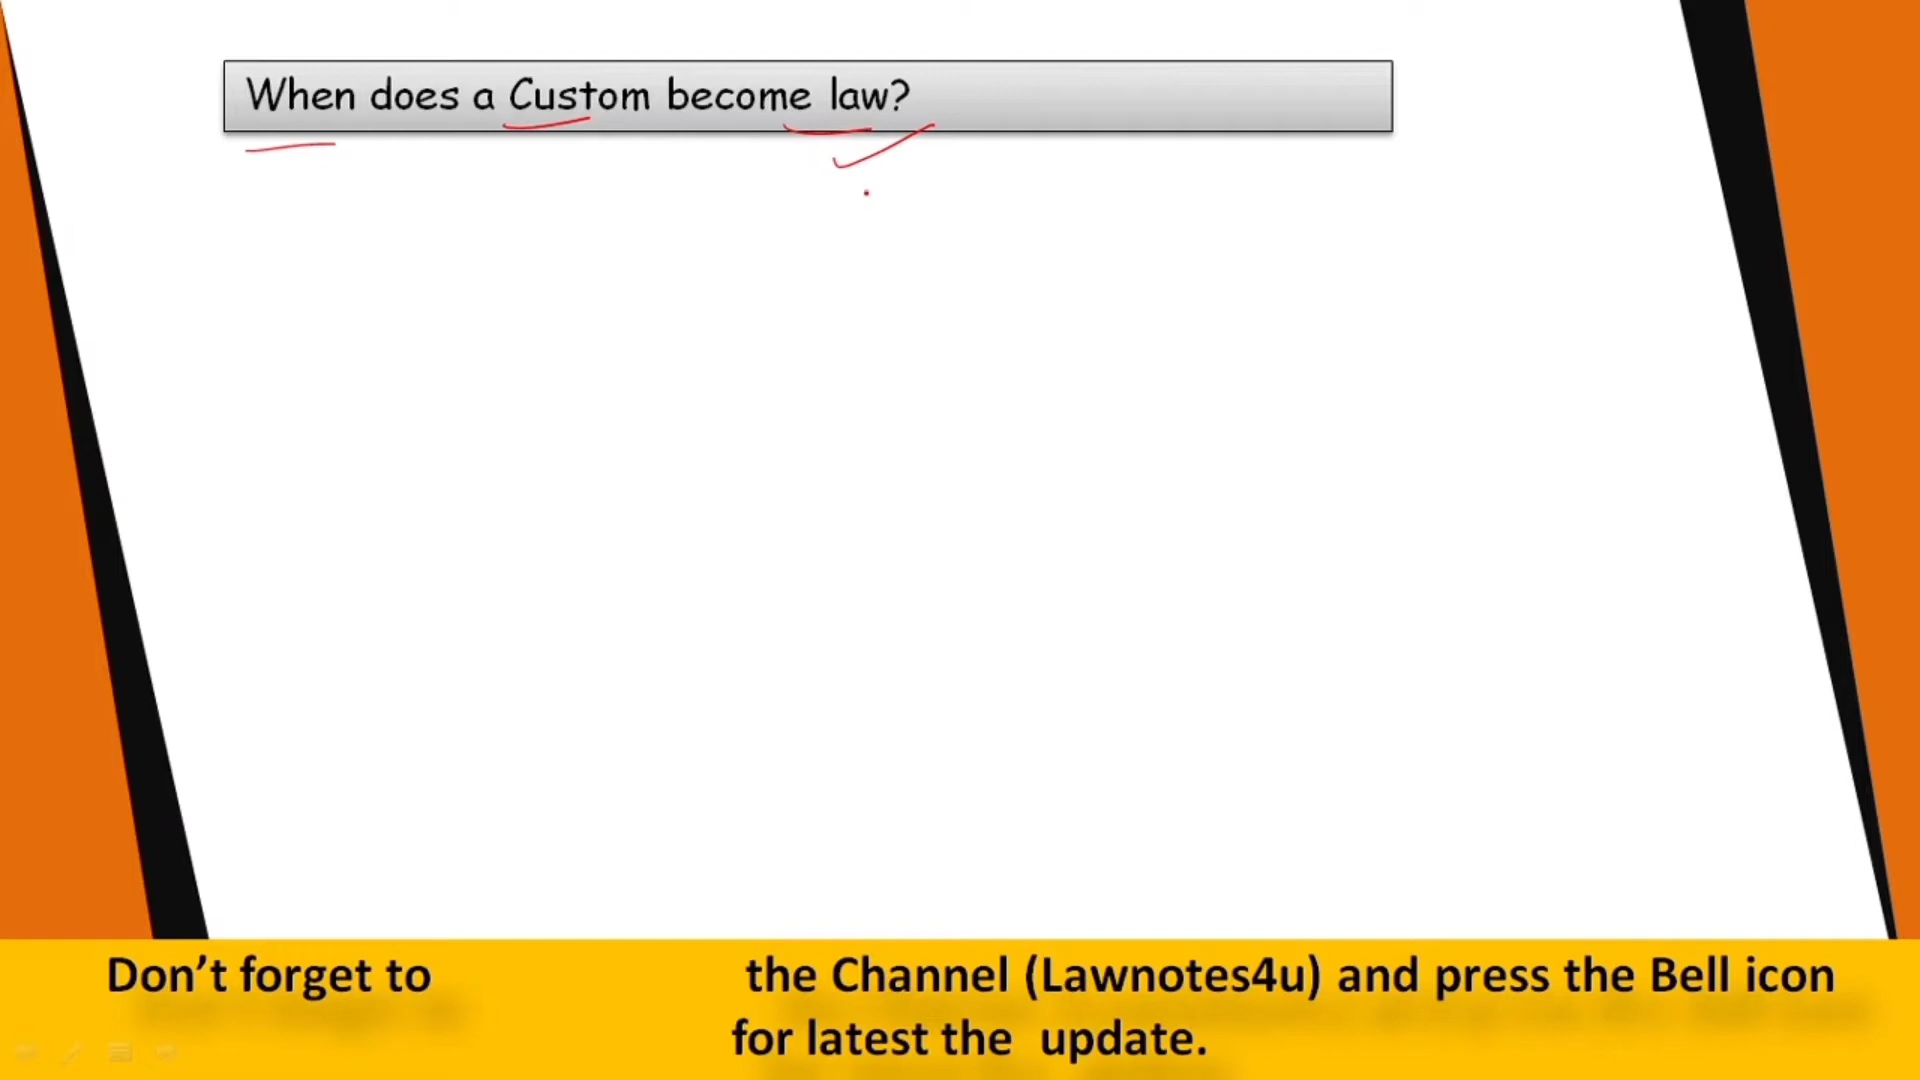 When does a Custom become law?
Don’t forget to the Channel (Lawnotes4u) and press the Bell icon
for latest the update.